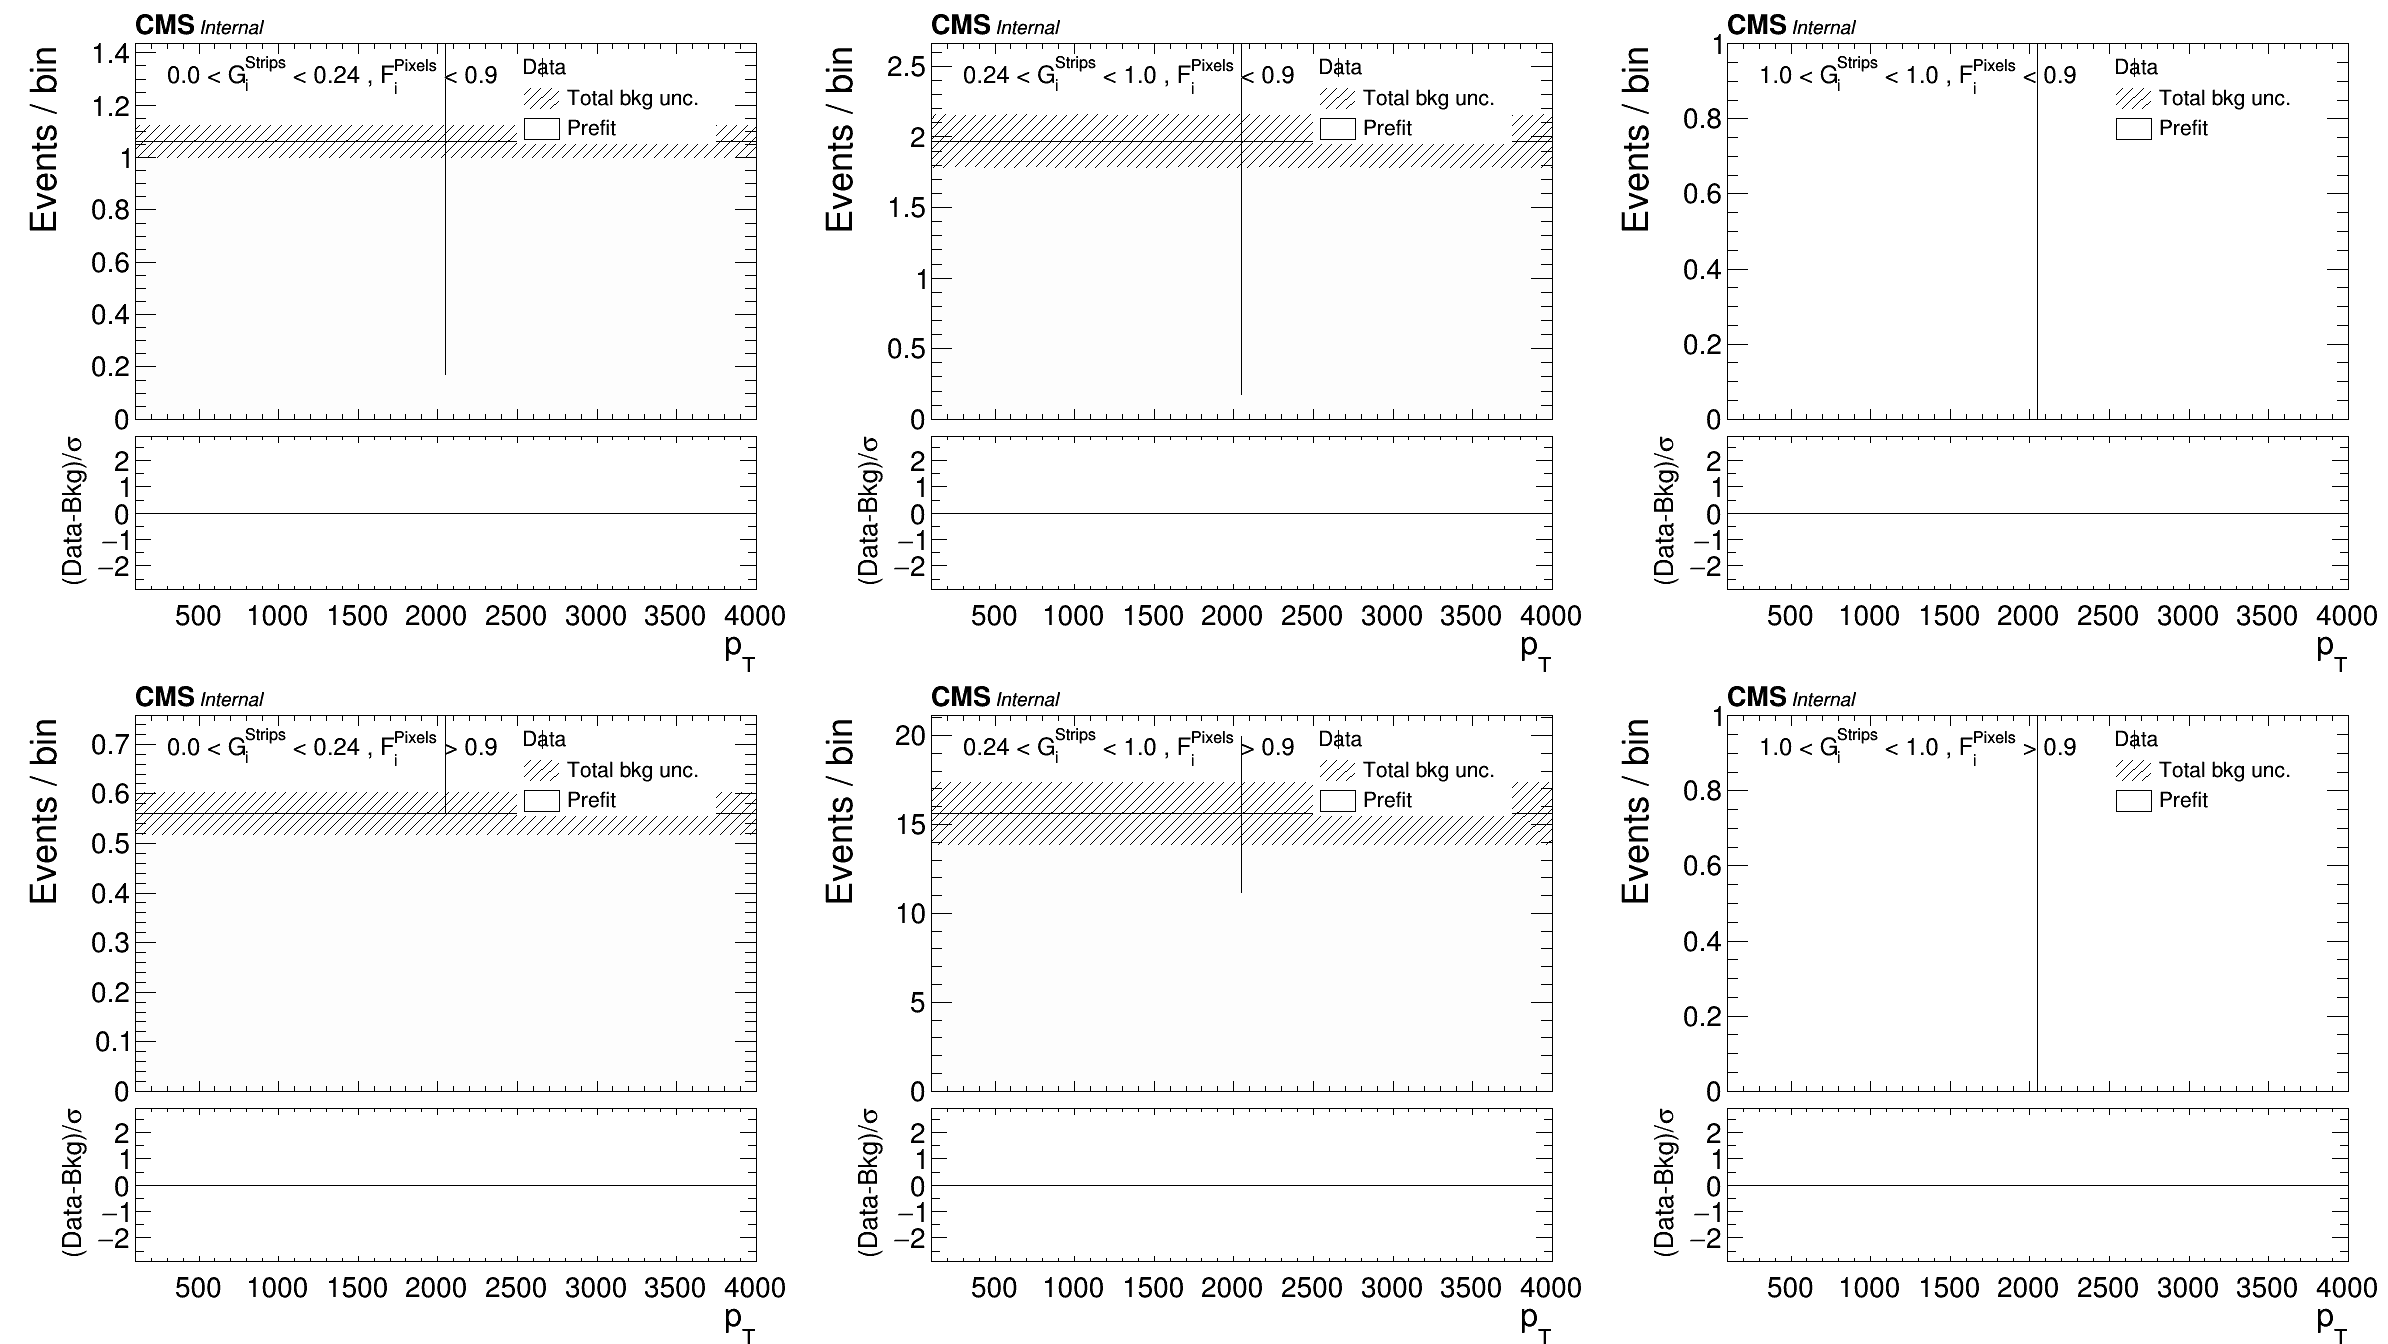 CMS Internal
Events / bin
0.0 < G_i^Strips < 0.24 , F_i^Pixels < 0.9
Data
Total bkg unc.
Prefit
1.4
1.2
1
0.8
0.6
0.4
0.2
0
(Data-Bkg)/σ
2
1
0
−1
−2
500 1000 1500 2000 2500 3000 3500 4000
p_T
CMS Internal
Events / bin
0.24 < G_i^Strips < 1.0 , F_i^Pixels < 0.9
Data
Total bkg unc.
Prefit
2.5
2
1.5
1
0.5
0
(Data-Bkg)/σ
2
1
0
−1
−2
500 1000 1500 2000 2500 3000 3500 4000
p_T
CMS Internal
Events / bin
1.0 < G_i^Strips < 1.0 , F_i^Pixels < 0.9
Data
Total bkg unc.
Prefit
1
0.8
0.6
0.4
0.2
0
(Data-Bkg)/σ
2
1
0
−1
−2
500 1000 1500 2000 2500 3000 3500 4000
p_T
CMS Internal
Events / bin
0.0 < G_i^Strips < 0.24 , F_i^Pixels > 0.9
Data
Total bkg unc.
Prefit
0.7
0.6
0.5
0.4
0.3
0.2
0.1
0
(Data-Bkg)/σ
2
1
0
−1
−2
500 1000 1500 2000 2500 3000 3500 4000
p_T
CMS Internal
Events / bin
0.24 < G_i^Strips < 1.0 , F_i^Pixels > 0.9
Data
Total bkg unc.
Prefit
20
15
10
5
0
(Data-Bkg)/σ
2
1
0
−1
−2
500 1000 1500 2000 2500 3000 3500 4000
p_T
CMS Internal
Events / bin
1.0 < G_i^Strips < 1.0 , F_i^Pixels > 0.9
Data
Total bkg unc.
Prefit
1
0.8
0.6
0.4
0.2
0
(Data-Bkg)/σ
2
1
0
−1
−2
500 1000 1500 2000 2500 3000 3500 4000
p_T